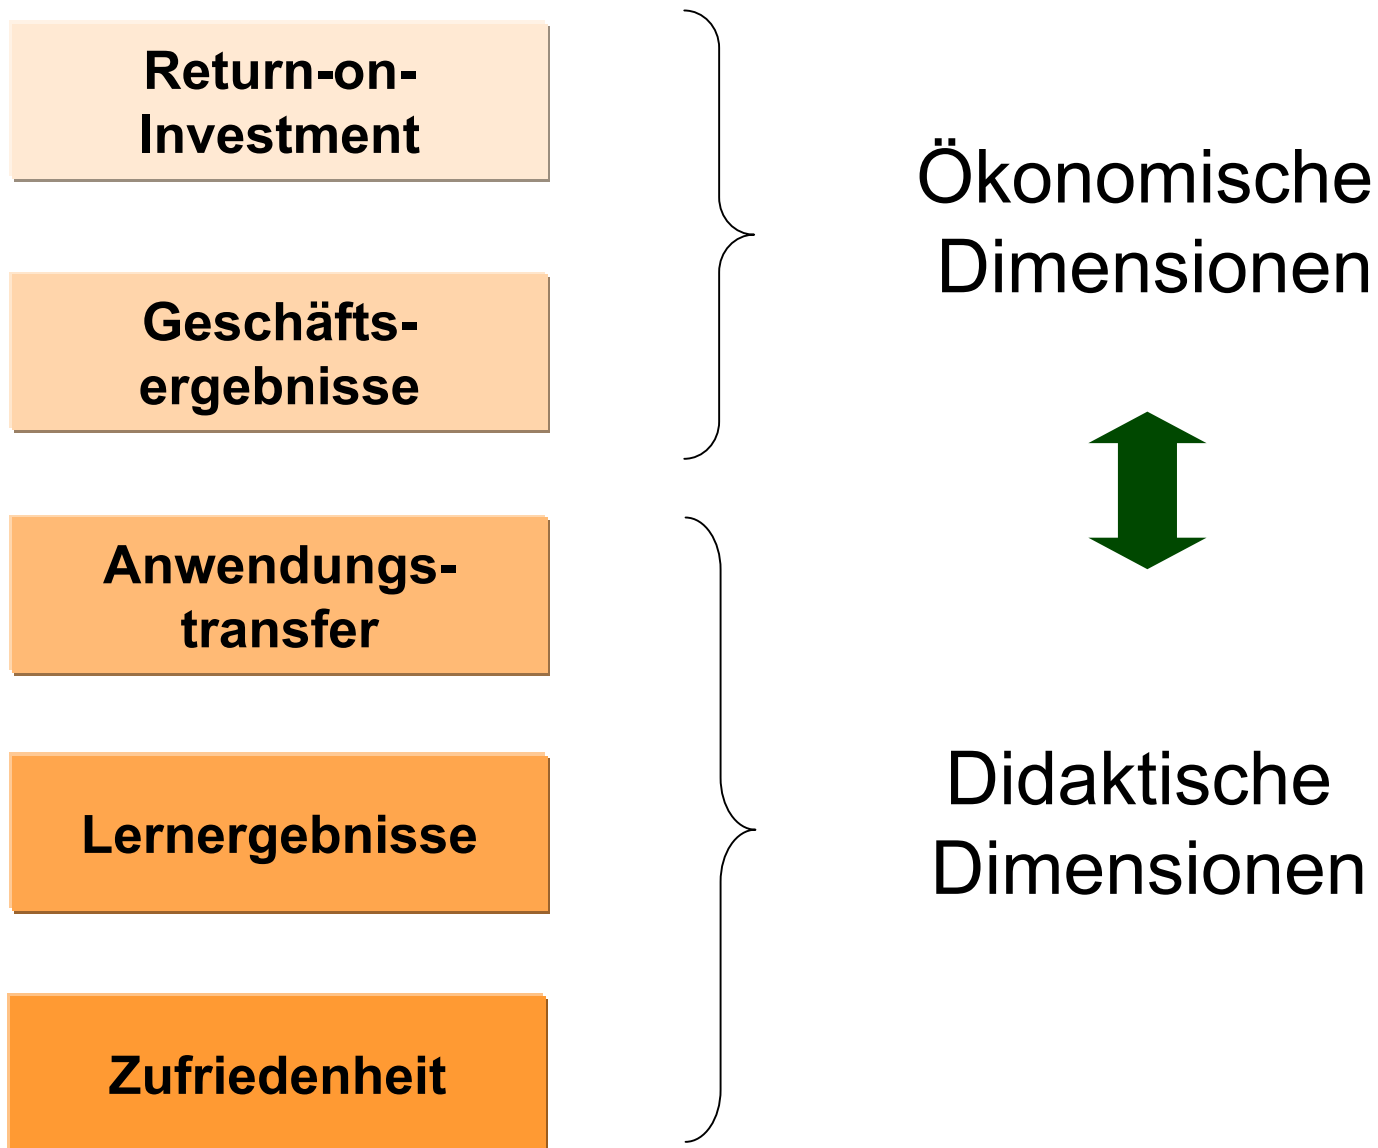 Return-on-
Investment
Geschäfts-
ergebnisse
Anwendungs-
transfer
Lernergebnisse
Zufriedenheit
Ökonomische
Dimensionen
Didaktische
Dimensionen